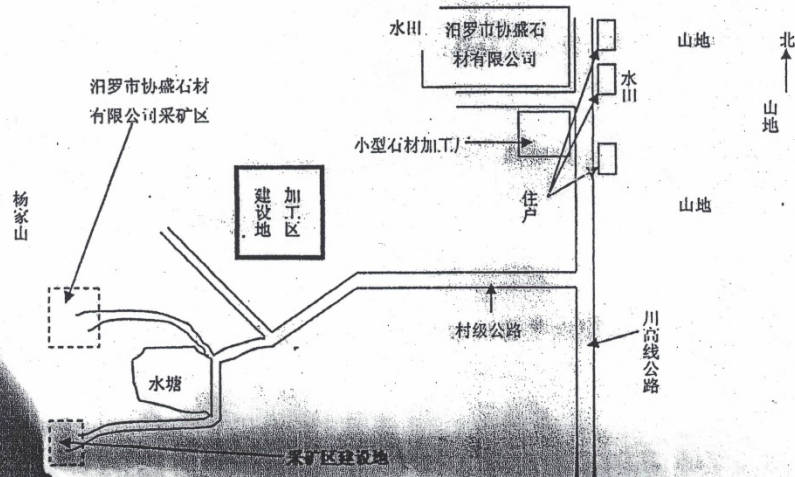 水田
汨罗市协盛石
材有限公司
山地
北
汨罗市协盛石材
有限公司采矿区
水田
山地
小型石材加工厂
杨家山
加工区
建设地
住户
山地
村级公路
川高线公路
水塘
采矿区建设地